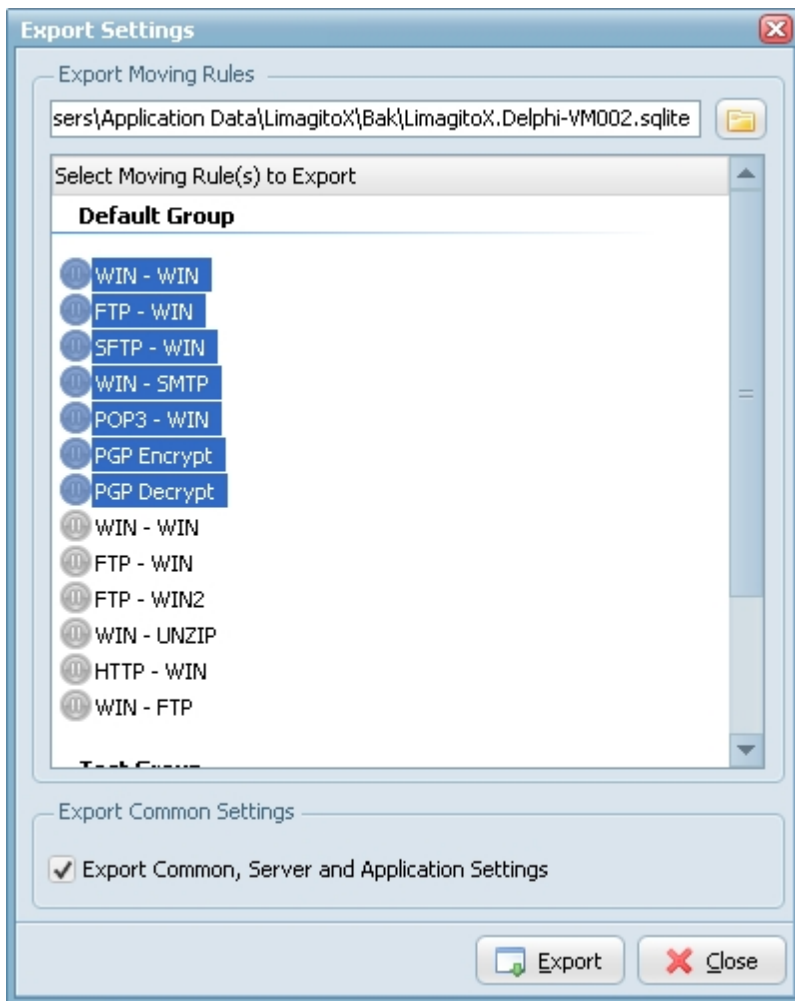 Export Settings
Export Moving Rules
sers\Application Data\LimagitoX\Bak\LimagitoX.Delphi-VM002.sqlite
Select Moving Rule(s) to Export
Default Group
WIN - WIN
FTP - WIN
SFTP - WIN
WIN - SMTP
POP3 - WIN
PGP Encrypt
PGP Decrypt
WIN - WIN
FTP - WIN
FTP - WIN2
WIN - UNZIP
HTTP - WIN
WIN - FTP
Test Group
Export Common Settings
Export Common, Server and Application Settings
Export
Close